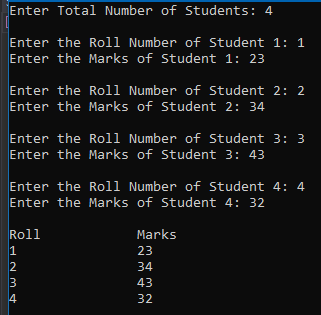 Enter Total Number of Students: 4
Enter the Roll Number of Student 1: 1
Enter the Marks of Student 1: 23
Enter the Roll Number of Student 2: 2
Enter the Marks of Student 2: 34
Enter the Roll Number of Student 3: 3
Enter the Marks of Student 3: 43
Enter the Roll Number of Student 4: 4
Enter the Marks of Student 4: 32
Roll Marks
1 23
2 34
3 43
4 32